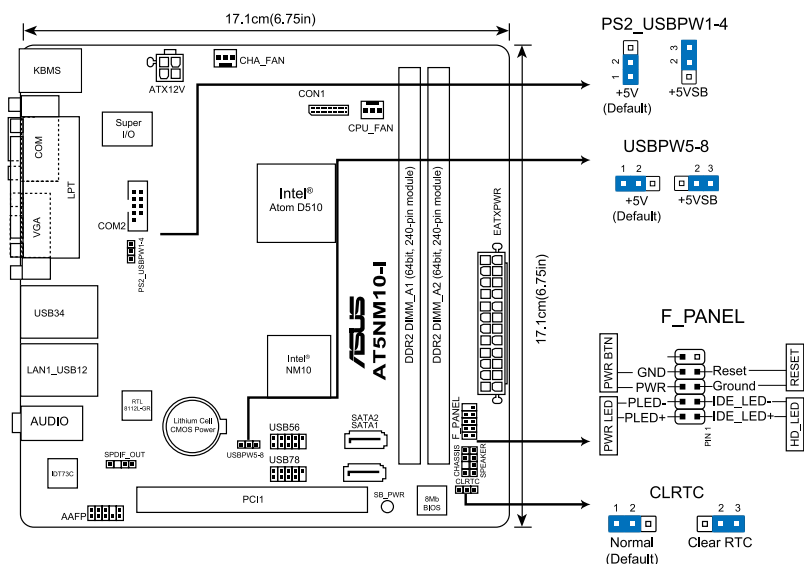 17.1cm(6.75in)
KBMS
ATX12V
CHA_FAN
CON1
CPU_FAN
Super
I/O
COM
LPT
VGA
COM2
PS2_USBPW1-4
Intel®
Atom D510
DDR2 DIMM_A1 (64bit, 240-pin module)
DDR2 DIMM_A2 (64bit, 240-pin module)
EATXPWR
17.1cm(6.75in)
ASUS
AT5NM10-I
USB34
LAN1_USB12
AUDIO
Intel®
NM10
RTL
8112L-GR
Lithium Cell
CMOS Power
USBPW5-8
USB56
USB78
SATA2
SATA1
F_PANEL
CHASSIS
SPEAKER
CLRTC
IDT73C
SPDIF_OUT
PCI1
SB_PWR
8Mb
BIOS
AAFP
PS2_USBPW1-4
2
1
3
2
+5V
(Default)
+5VSB
USBPW5-8
1 2
2 3
+5V
(Default)
+5VSB
F_PANEL
PWR BTN
GND
PWR
Reset
Ground
RESET
PWR LED
PLED-
PLED+
IDE_LED-
IDE_LED+
HD_LED
PIN 1
CLRTC
1 2
2 3
Normal
(Default)
Clear RTC